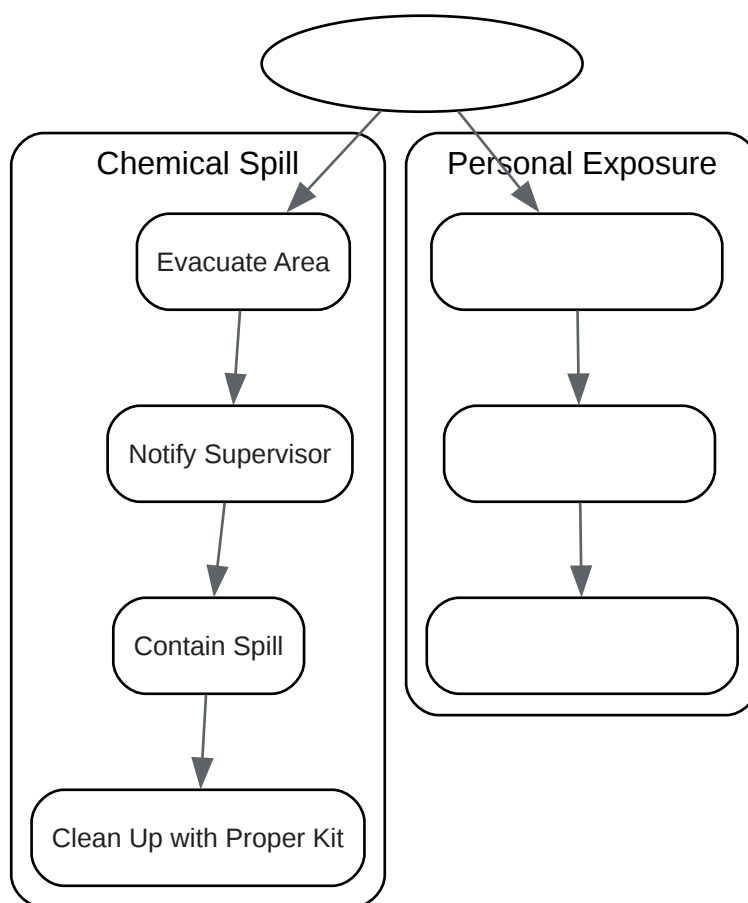 Chemical Spill
Evacuate Area
Notify Supervisor
Contain Spill
Clean Up with Proper Kit
Personal Exposure